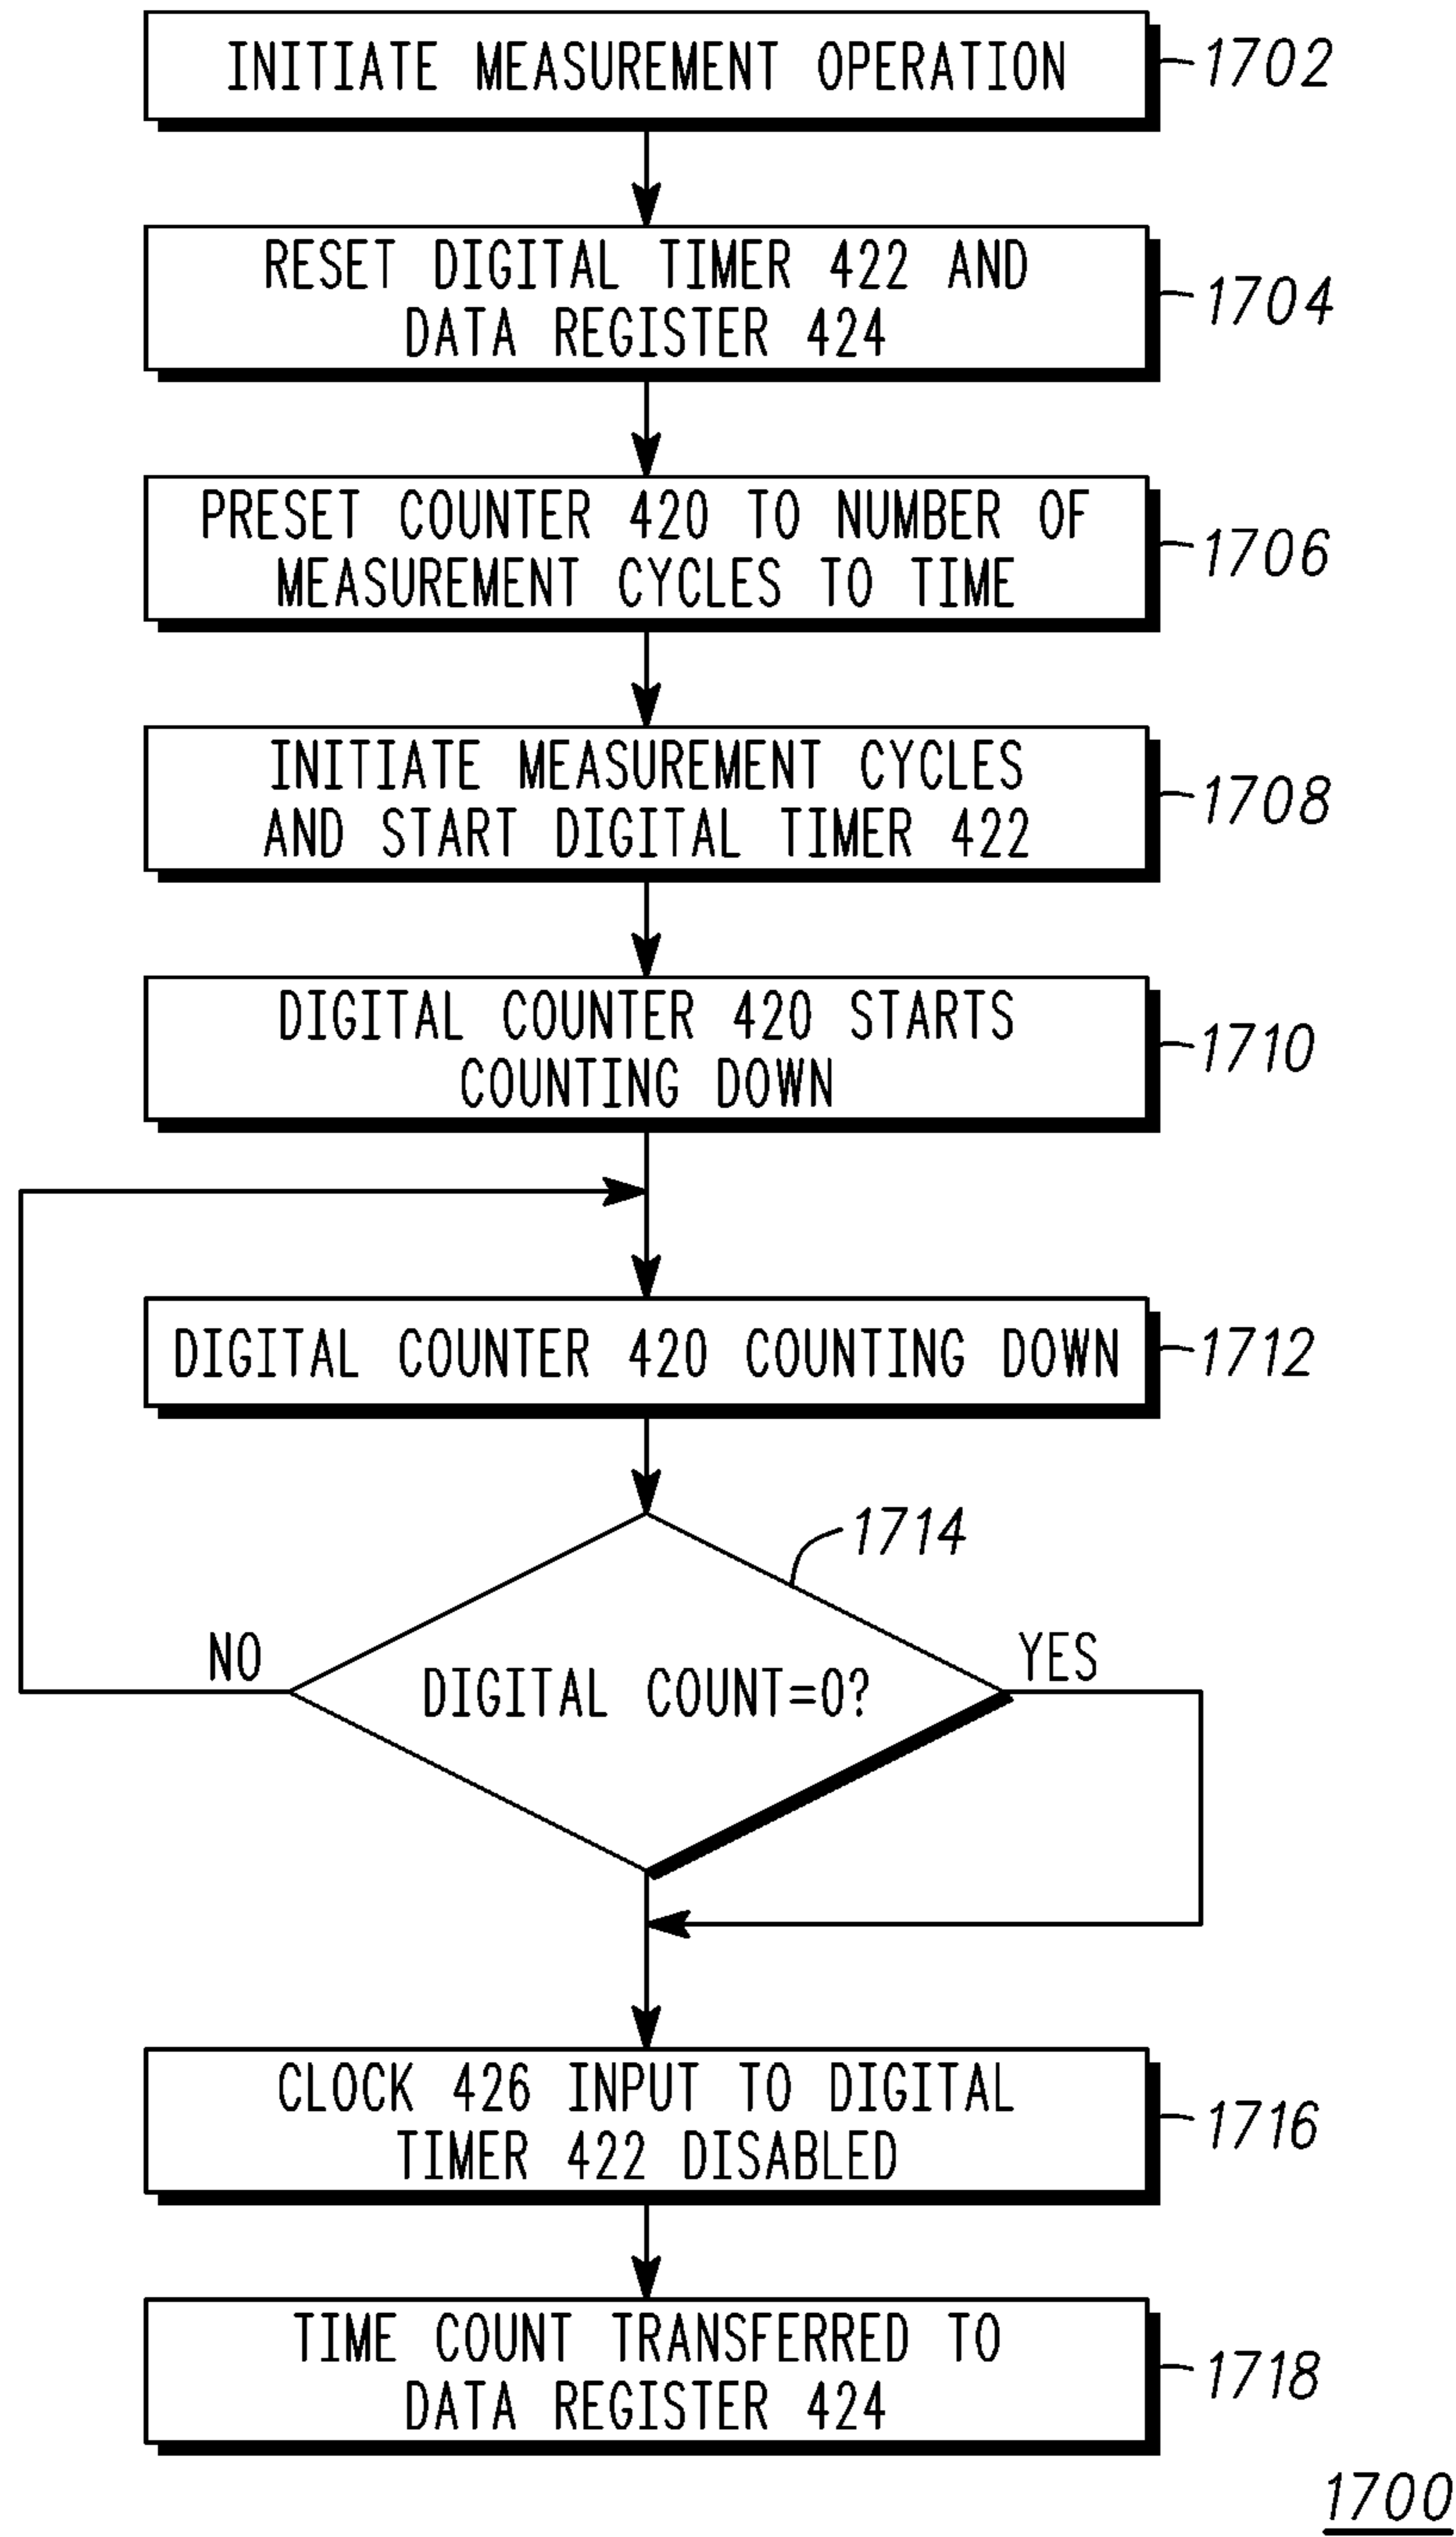 INITIATE MEASUREMENT OPERATION
1702
RESET DIGITAL TIMER 422 AND
DATA REGISTER 424
1704
PRESET COUNTER 420 TO NUMBER OF
MEASUREMENT CYCLES TO TIME
1706
INITIATE MEASUREMENT CYCLES
AND START DIGITAL TIMER 422
1708
DIGITAL COUNTER 420 STARTS
COUNTING DOWN
1710
DIGITAL COUNTER 420 COUNTING DOWN
1712
1714
NO
DIGITAL COUNT=0?
YES
CLOCK 426 INPUT TO DIGITAL
TIMER 422 DISABLED
1716
TIME COUNT TRANSFERRED TO
DATA REGISTER 424
1718
1700